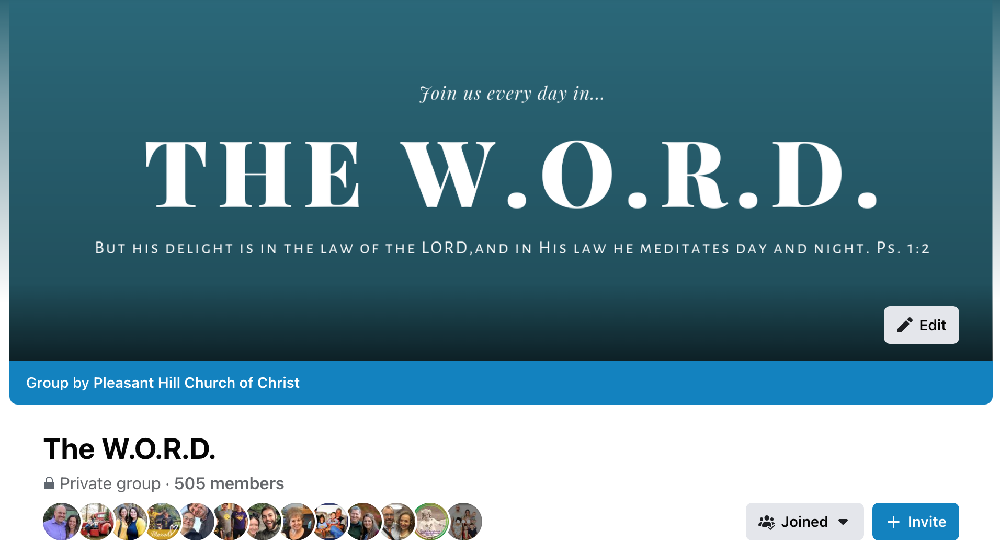 Join us every day in...
THE W.O.R.D.
But his delight is in the law of the LORD,and in His law he meditates day and night. Ps. 1:2
Edit
Group by Pleasant Hill Church of Christ
The W.O.R.D.
Private group · 505 members
Blessed
Joined
+ Invite